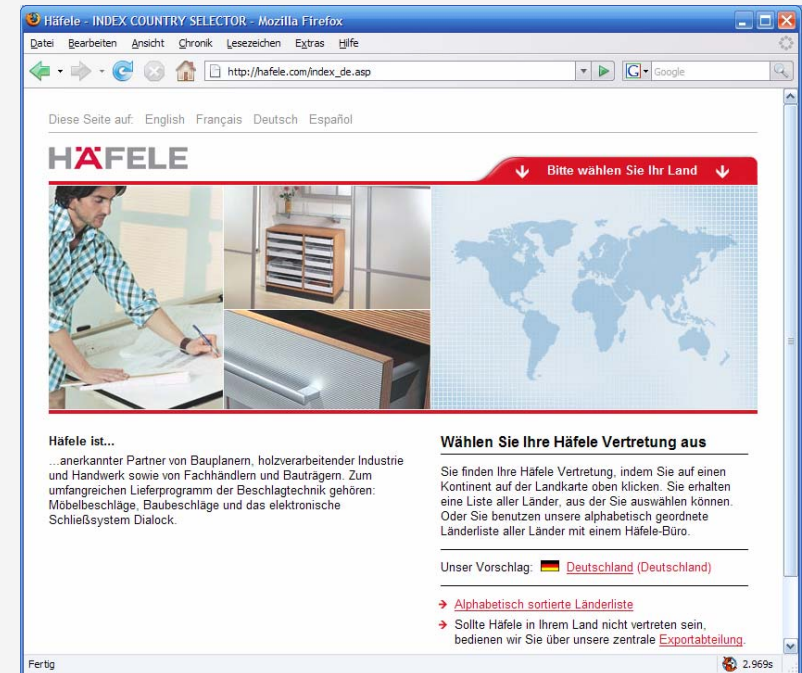 Häfele - INDEX COUNTRY SELECTOR - Mozilla Firefox
Datei Bearbeiten Ansicht Chronik Lesezeichen Extras Hilfe
http://hafele.com/index_de.asp
G Google
Diese Seite auf: English Français Deutsch Español
HÄFELE
Bitte wählen Sie Ihr Land
Häfele ist...
...anerkannter Partner von Bauplanern, holzverarbeitender Industrie
und Handwerk sowie von Fachhändlern und Bauträgern. Zum
umfangreichen Lieferprogramm der Beschlagtechnik gehören:
Möbelbeschläge, Baubeschläge und das elektronische
Schließsystem Dialock.
Wählen Sie Ihre Häfele Vertretung aus
Sie finden Ihre Häfele Vertretung, indem Sie auf einen
Kontinent auf der Landkarte oben klicken. Sie erhalten
eine Liste aller Länder, aus der Sie auswählen können.
Oder Sie benutzen unsere alphabetisch geordnete
Länderliste aller Länder mit einem Häfele-Büro.
Unser Vorschlag: Deutschland (Deutschland)
Alphabetisch sortierte Länderliste
Sollte Häfele in Ihrem Land nicht vertreten sein,
bedienen wir Sie über unsere zentrale Exportabteilung.
Fertig
2.969s